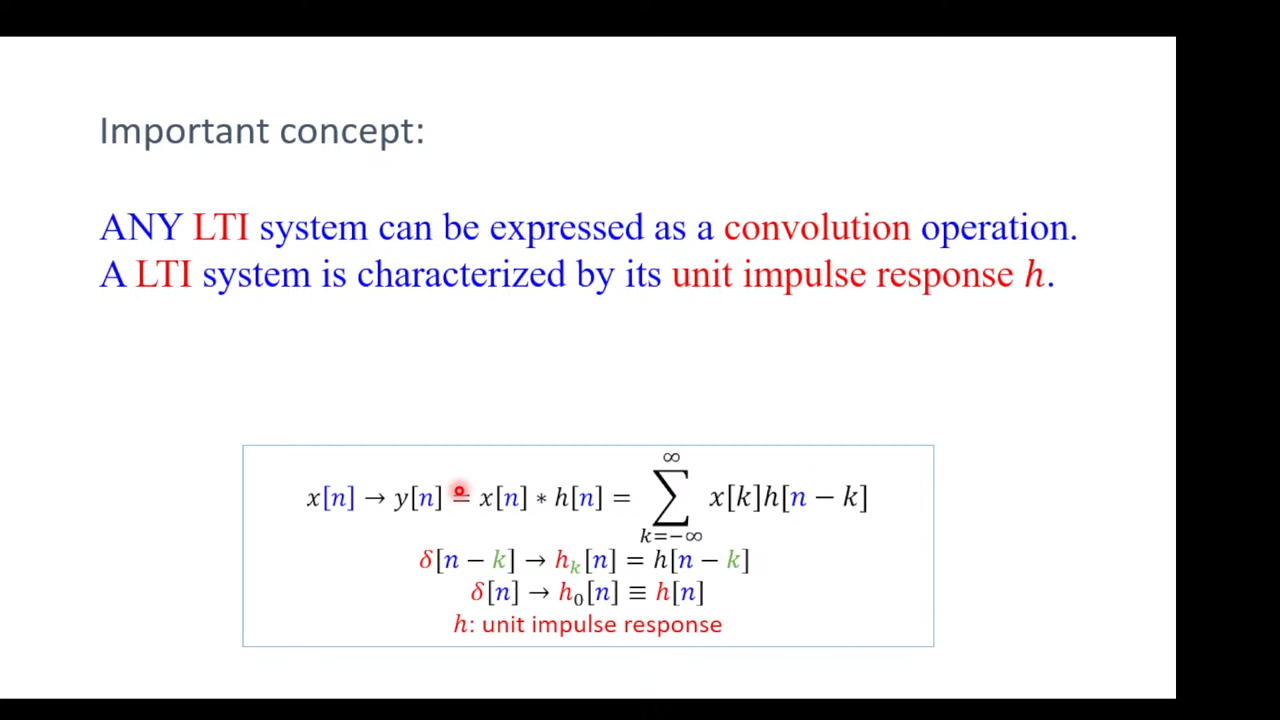 Important concept:
ANY LTI system can be expressed as a convolution operation.
A LTI system is characterized by its unit impulse response h.
x[n] → y[n] = x[n] ∗ h[n] = ∑_{k=−∞}^{∞} x[k]h[n − k]
δ[n − k] → h_k[n] = h[n − k]
δ[n] → h_0[n] ≡ h[n]
h: unit impulse response